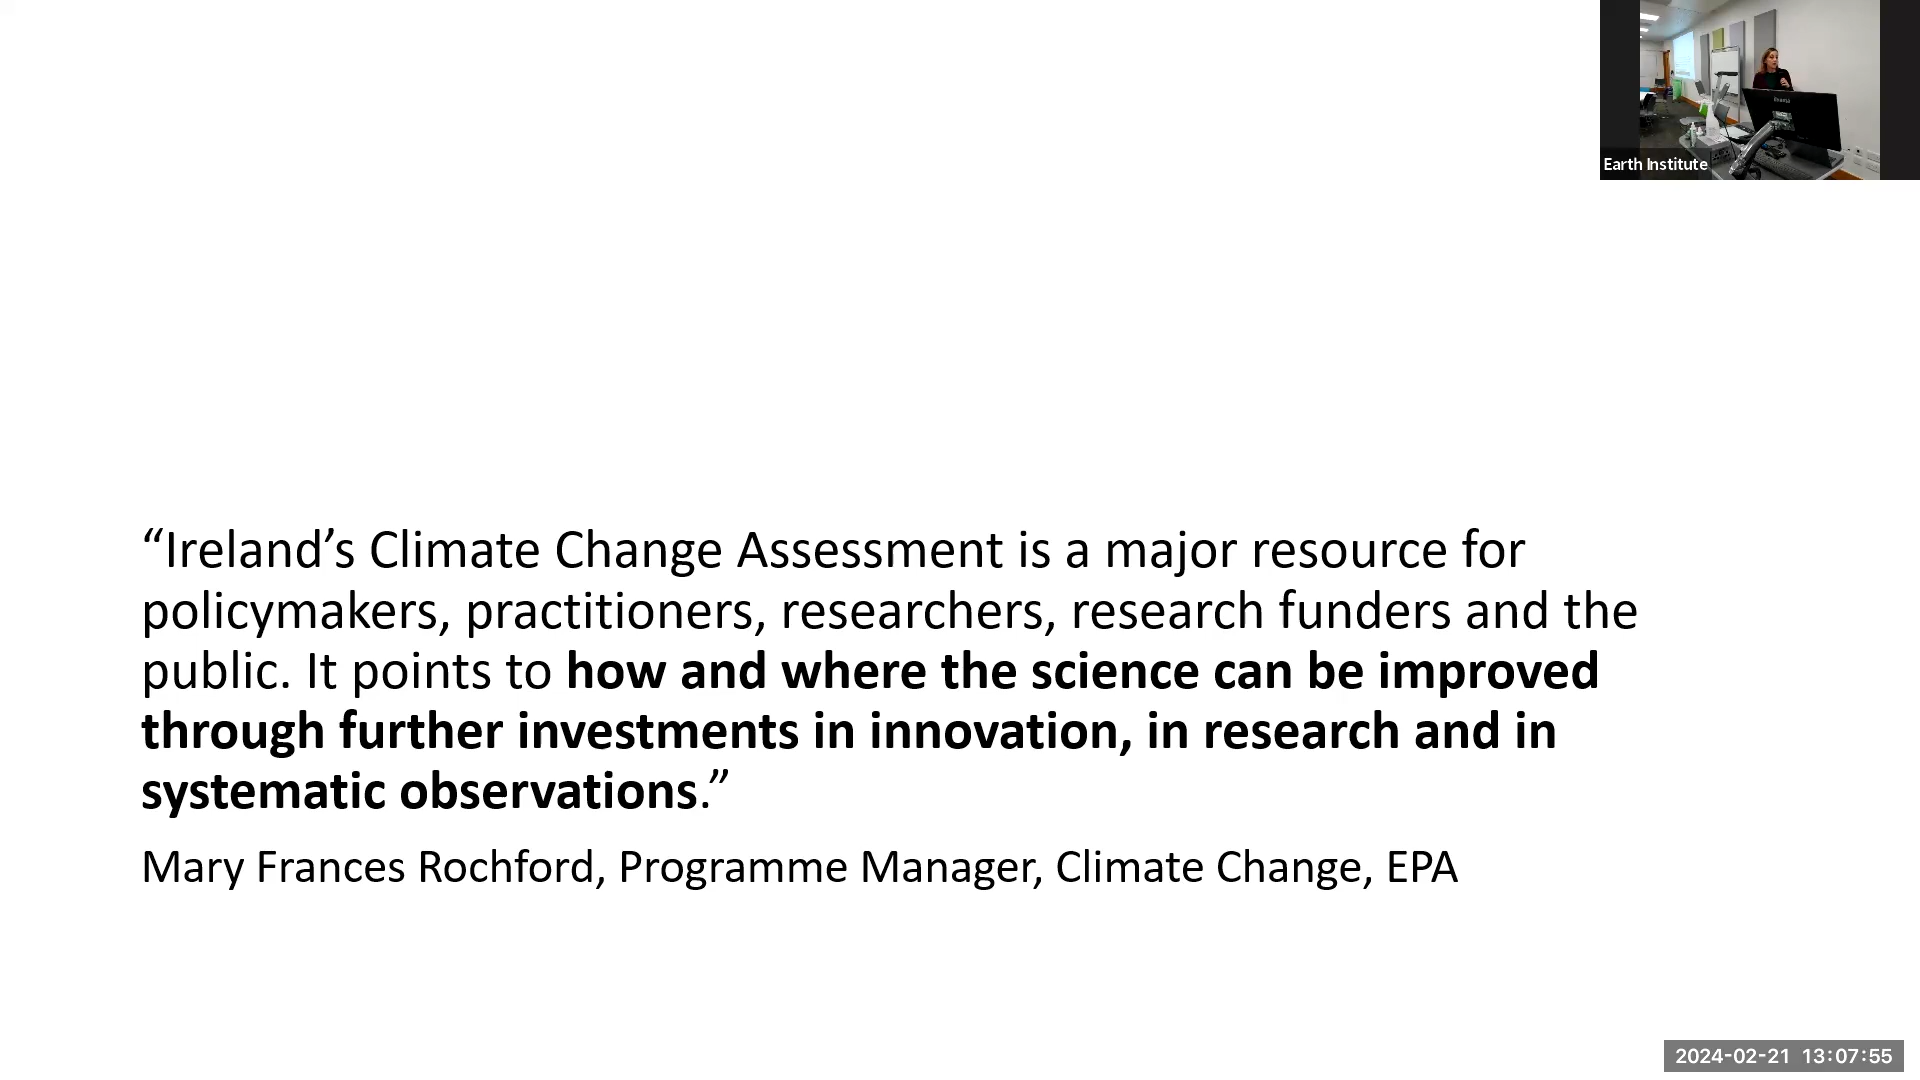 Earth Institute
“Ireland’s Climate Change Assessment is a major resource for
policymakers, practitioners, researchers, research funders and the
public. It points to how and where the science can be improved
through further investments in innovation, in research and in
systematic observations.”
Mary Frances Rochford, Programme Manager, Climate Change, EPA
2024-02-21 13:07:55